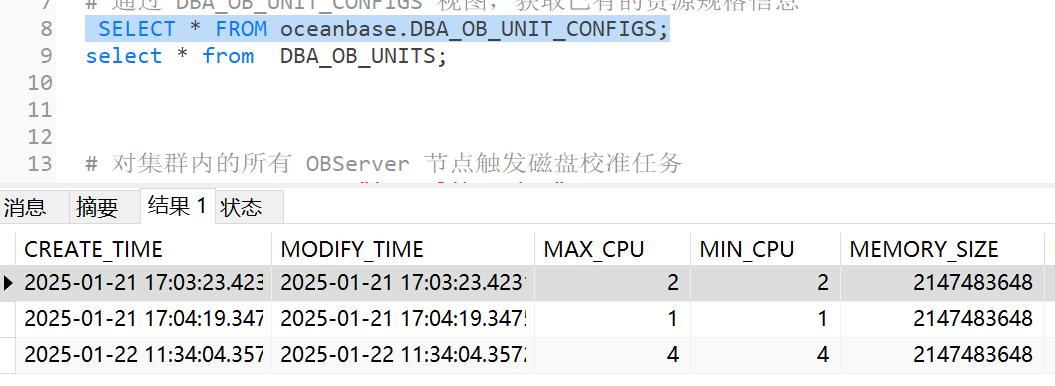 7 # 通过 DBA_OB_UNIT_CONFIGS 视图，获取已有的资源规格信息
8 SELECT * FROM oceanbase.DBA_OB_UNIT_CONFIGS;
9 select * from  DBA_OB_UNITS;
10
11
12
13 # 对集群内的所有 OBServer 节点触发磁盘校准任务
消息 摘要 结果 1 状态
CREATE_TIME MODIFY_TIME MAX_CPU MIN_CPU MEMORY_SIZE
2025-01-21 17:03:23.423 2025-01-21 17:03:23.423 2 2 2147483648
2025-01-21 17:04:19.347 2025-01-21 17:04:19.347 1 1 2147483648
2025-01-22 11:34:04.357 2025-01-22 11:34:04.357 4 4 2147483648